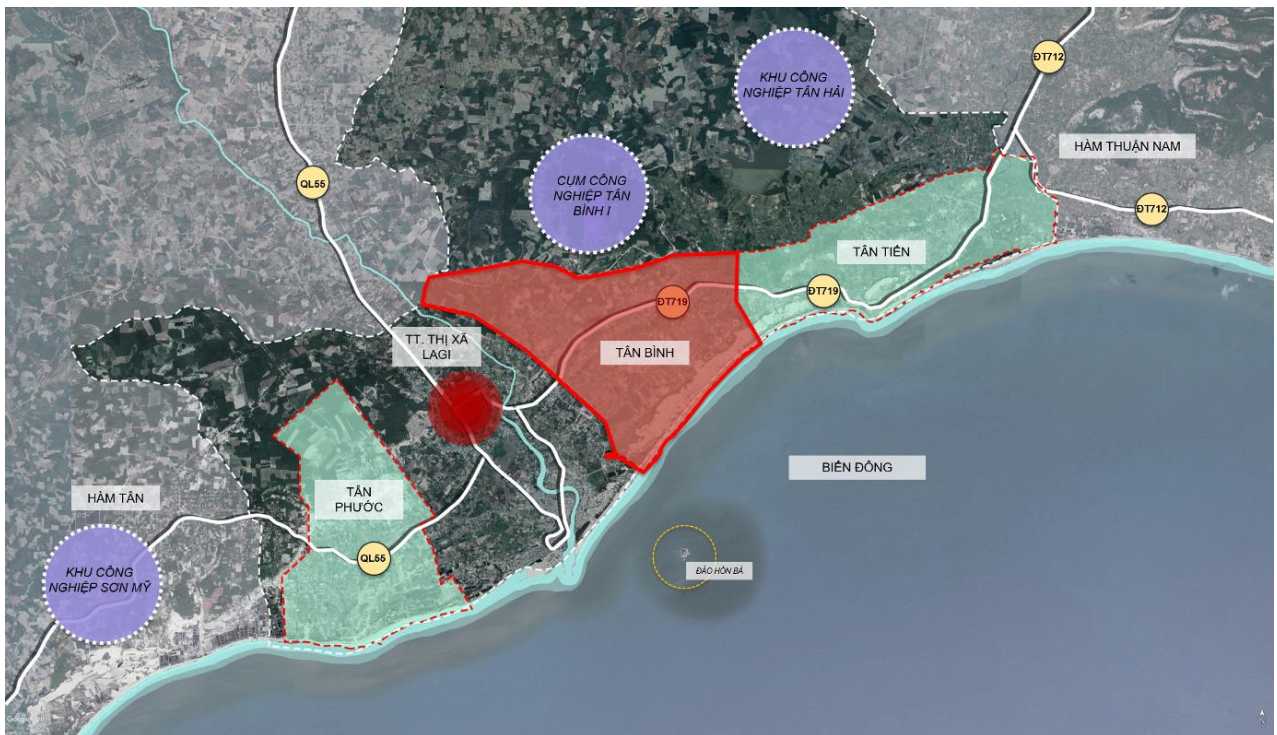 ĐT712
KHU CÔNG
NGHIỆP TÂN HẢI
HÀM THUẬN NAM
QL55
CỤM CÔNG
NGHIỆP TÂN
BÌNH I
ĐT712
TÂN TIẾN
ĐT719
ĐT719
TT. THỊ XÃ
LAGI
TÂN BÌNH
BIỂN ĐÔNG
HÀM TÂN
TÂN
PHƯỚC
QL55
KHU CÔNG
NGHIỆP SƠN MỸ
ĐẢO HÒN BÀ
N